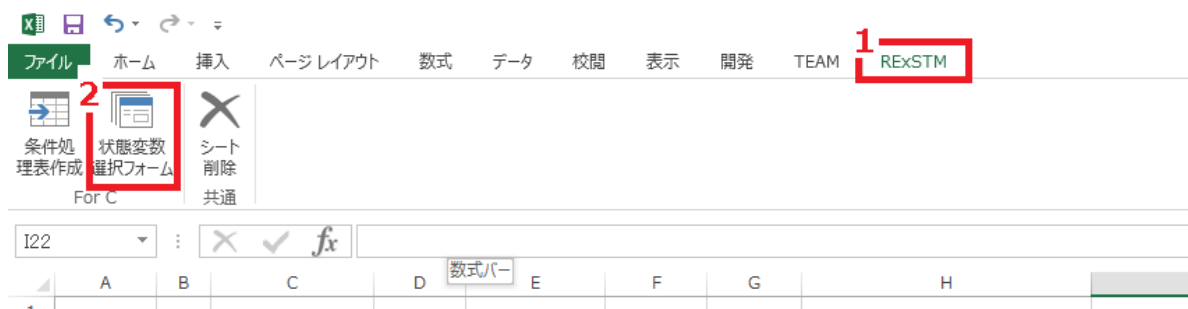 ファイル ホーム 挿入 ページ レイアウト 数式 データ 校閲 表示 開発 TEAM 1 RExSTM
2
条件処 状態変数 シート
理表作成 選択フォーム 削除
For C 共通
I22 fx
数式バー
A B C D E F G H
1